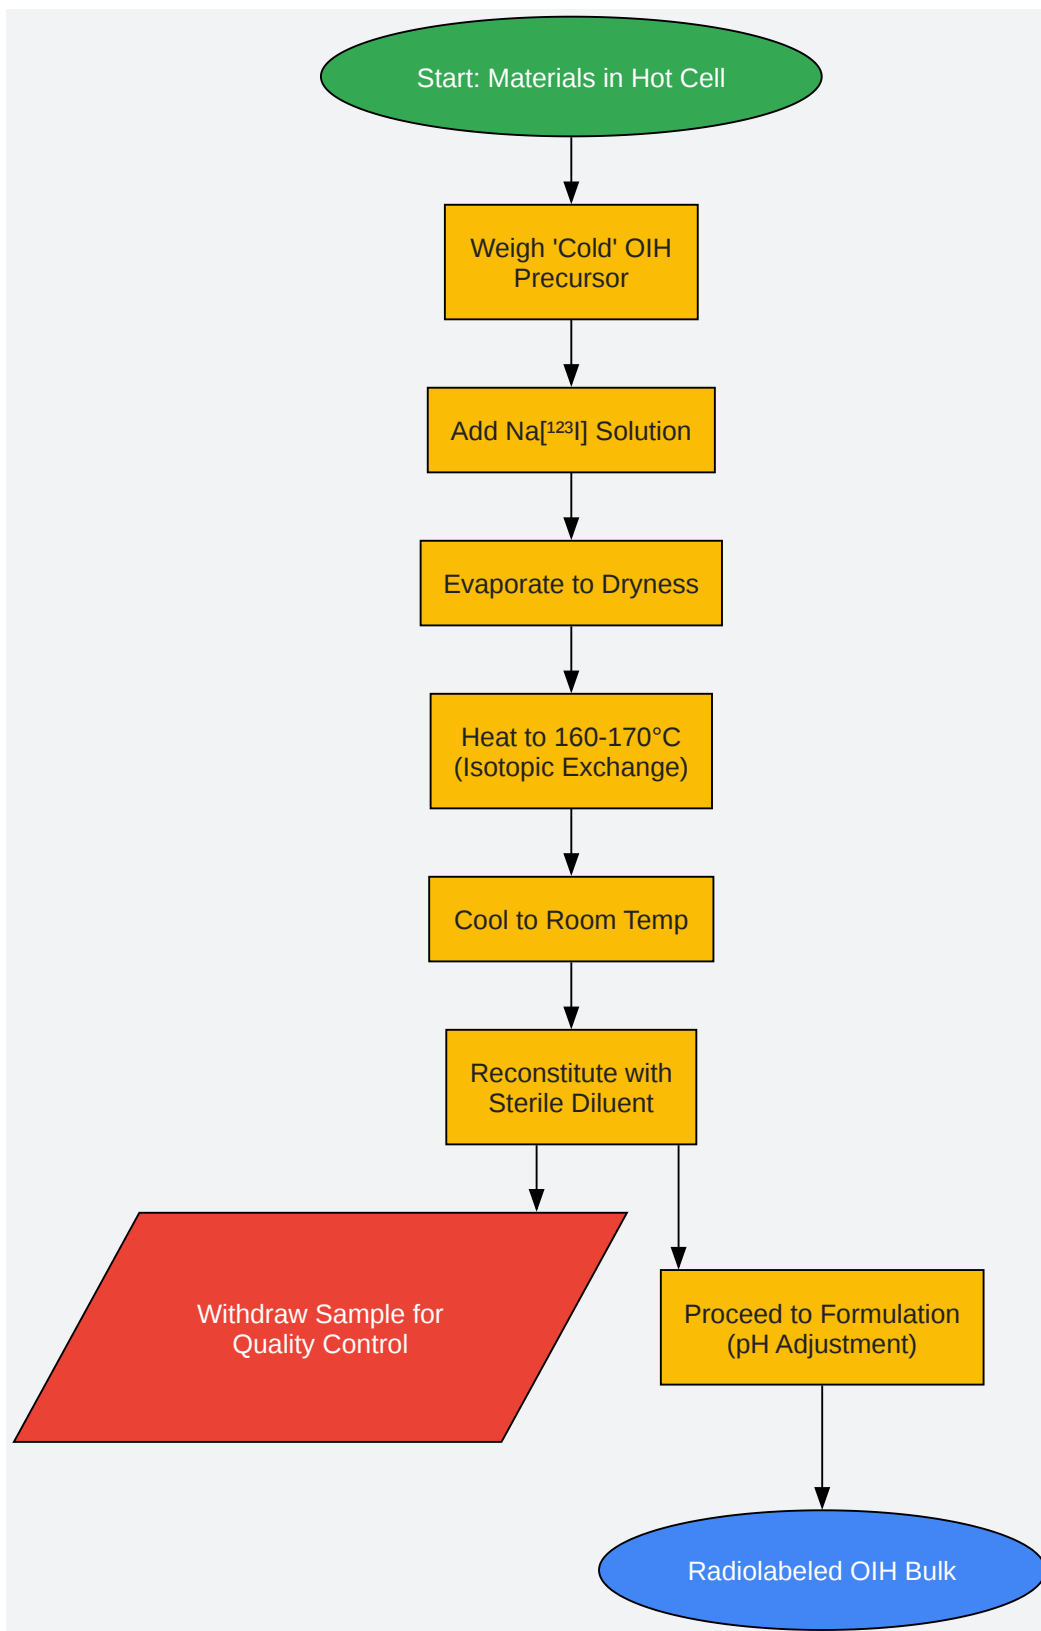 Start: Materials in Hot Cell
Weigh 'Cold' OIH
Precursor
Add Na[¹²³I] Solution
Evaporate to Dryness
Heat to 160-170°C
(Isotopic Exchange)
Cool to Room Temp
Reconstitute with
Sterile Diluent
Withdraw Sample for
Quality Control
Proceed to Formulation
(pH Adjustment)
Radiolabeled OIH Bulk